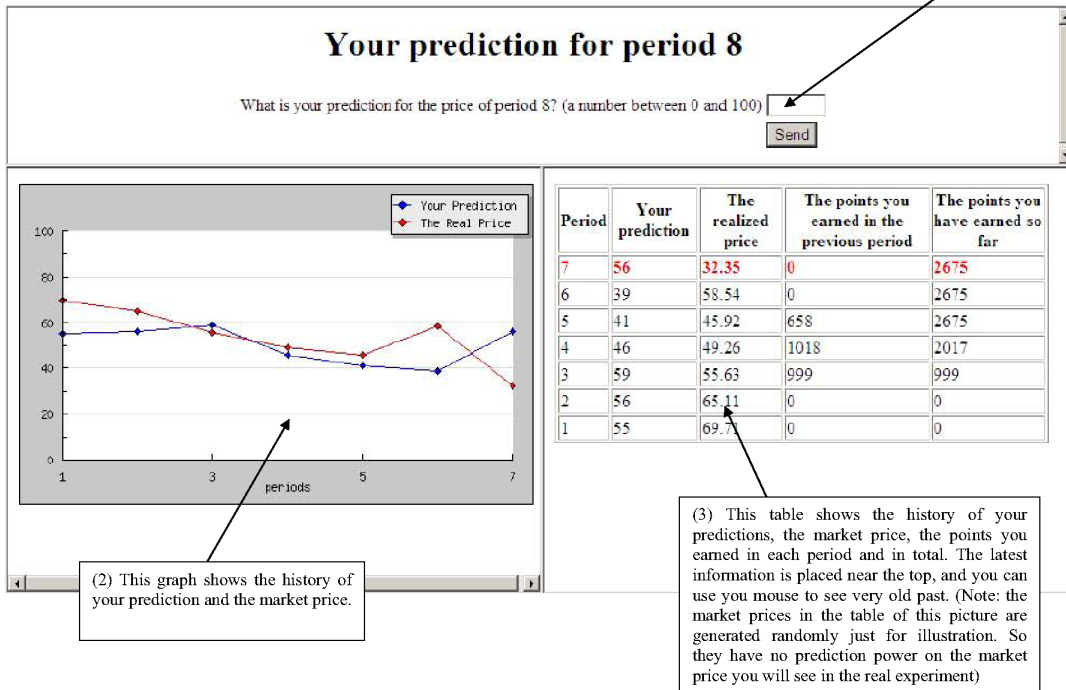 Your prediction for period 8
What is your prediction for the price of period 8? (a number between 0 and 100)
Send
Your Prediction
The Real Price
100
80
60
40
20
0
1 3 5 7
periods
Period Your prediction The realized price The points you earned in the previous period The points you have earned so far
7 56 32.35 0 2675
6 39 58.54 0 2675
5 41 45.92 658 2675
4 46 49.26 1018 2017
3 59 55.63 999 999
2 56 65.11 0 0
1 55 69.71 0 0
(2) This graph shows the history of
your prediction and the market price.
(3) This table shows the history of your
predictions, the market price, the points you
earned in each period and in total. The latest
information is placed near the top, and you can
use you mouse to see very old past. (Note: the
market prices in the table of this picture are
generated randomly just for illustration. So
they have no prediction power on the market
price you will see in the real experiment)